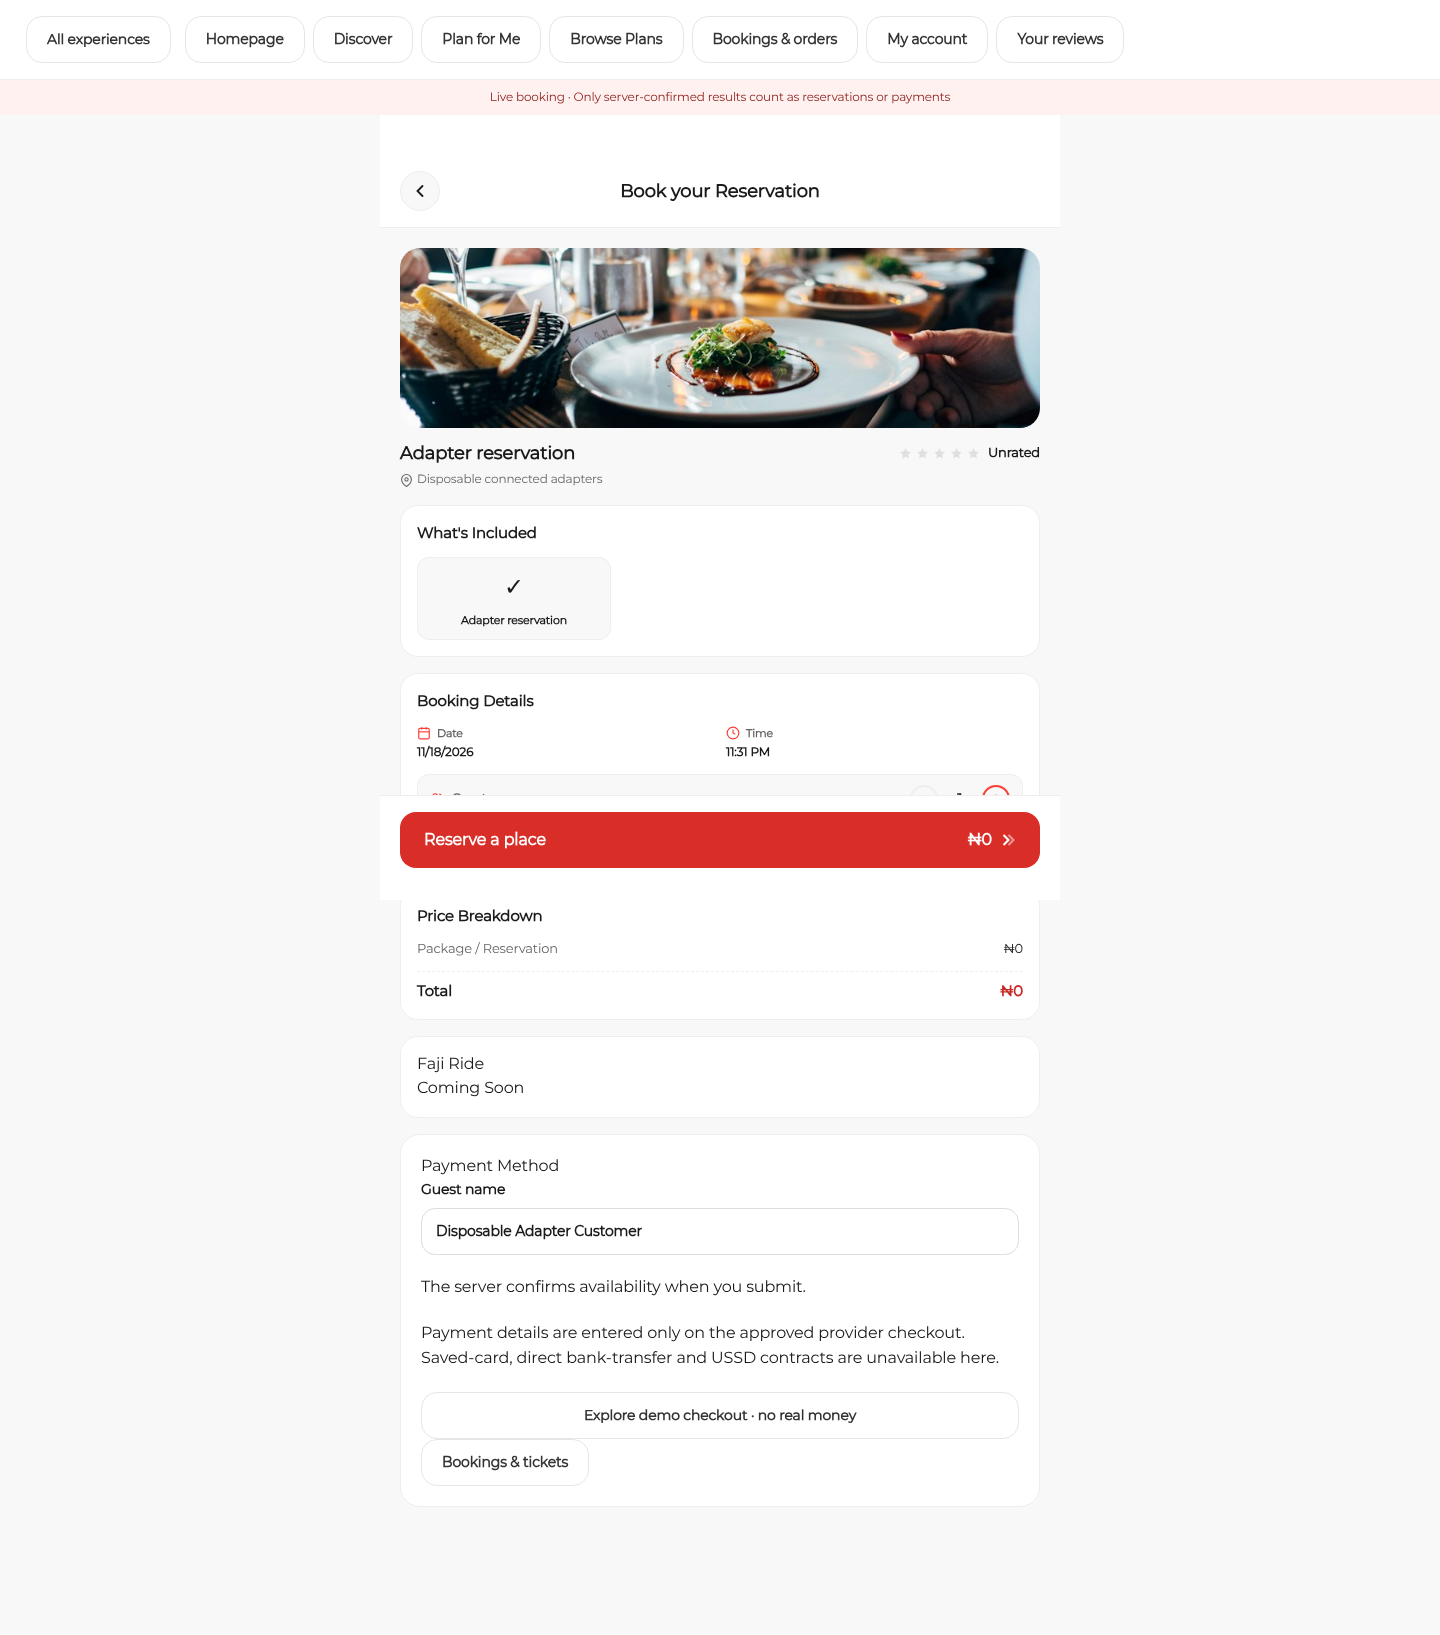 All experiences
Homepage
Discover
Plan for Me
Browse Plans
Bookings & orders
My account
Your reviews
Live booking · Only server-confirmed results count as reservations or payments
Book your Reservation
Adapter reservation
Unrated
Disposable connected adapters
What's Included
✓
Adapter reservation
Booking Details
Date
Time
11/18/2026
11:31 PM
Reserve a place
₦0
Price Breakdown
Package / Reservation
₦0
Total
₦0
Faji Ride
Coming Soon
Payment Method
Guest name
Disposable Adapter Customer
The server confirms availability when you submit.
Payment details are entered only on the approved provider checkout.
Saved-card, direct bank-transfer and USSD contracts are unavailable here.
Explore demo checkout · no real money
Bookings & tickets